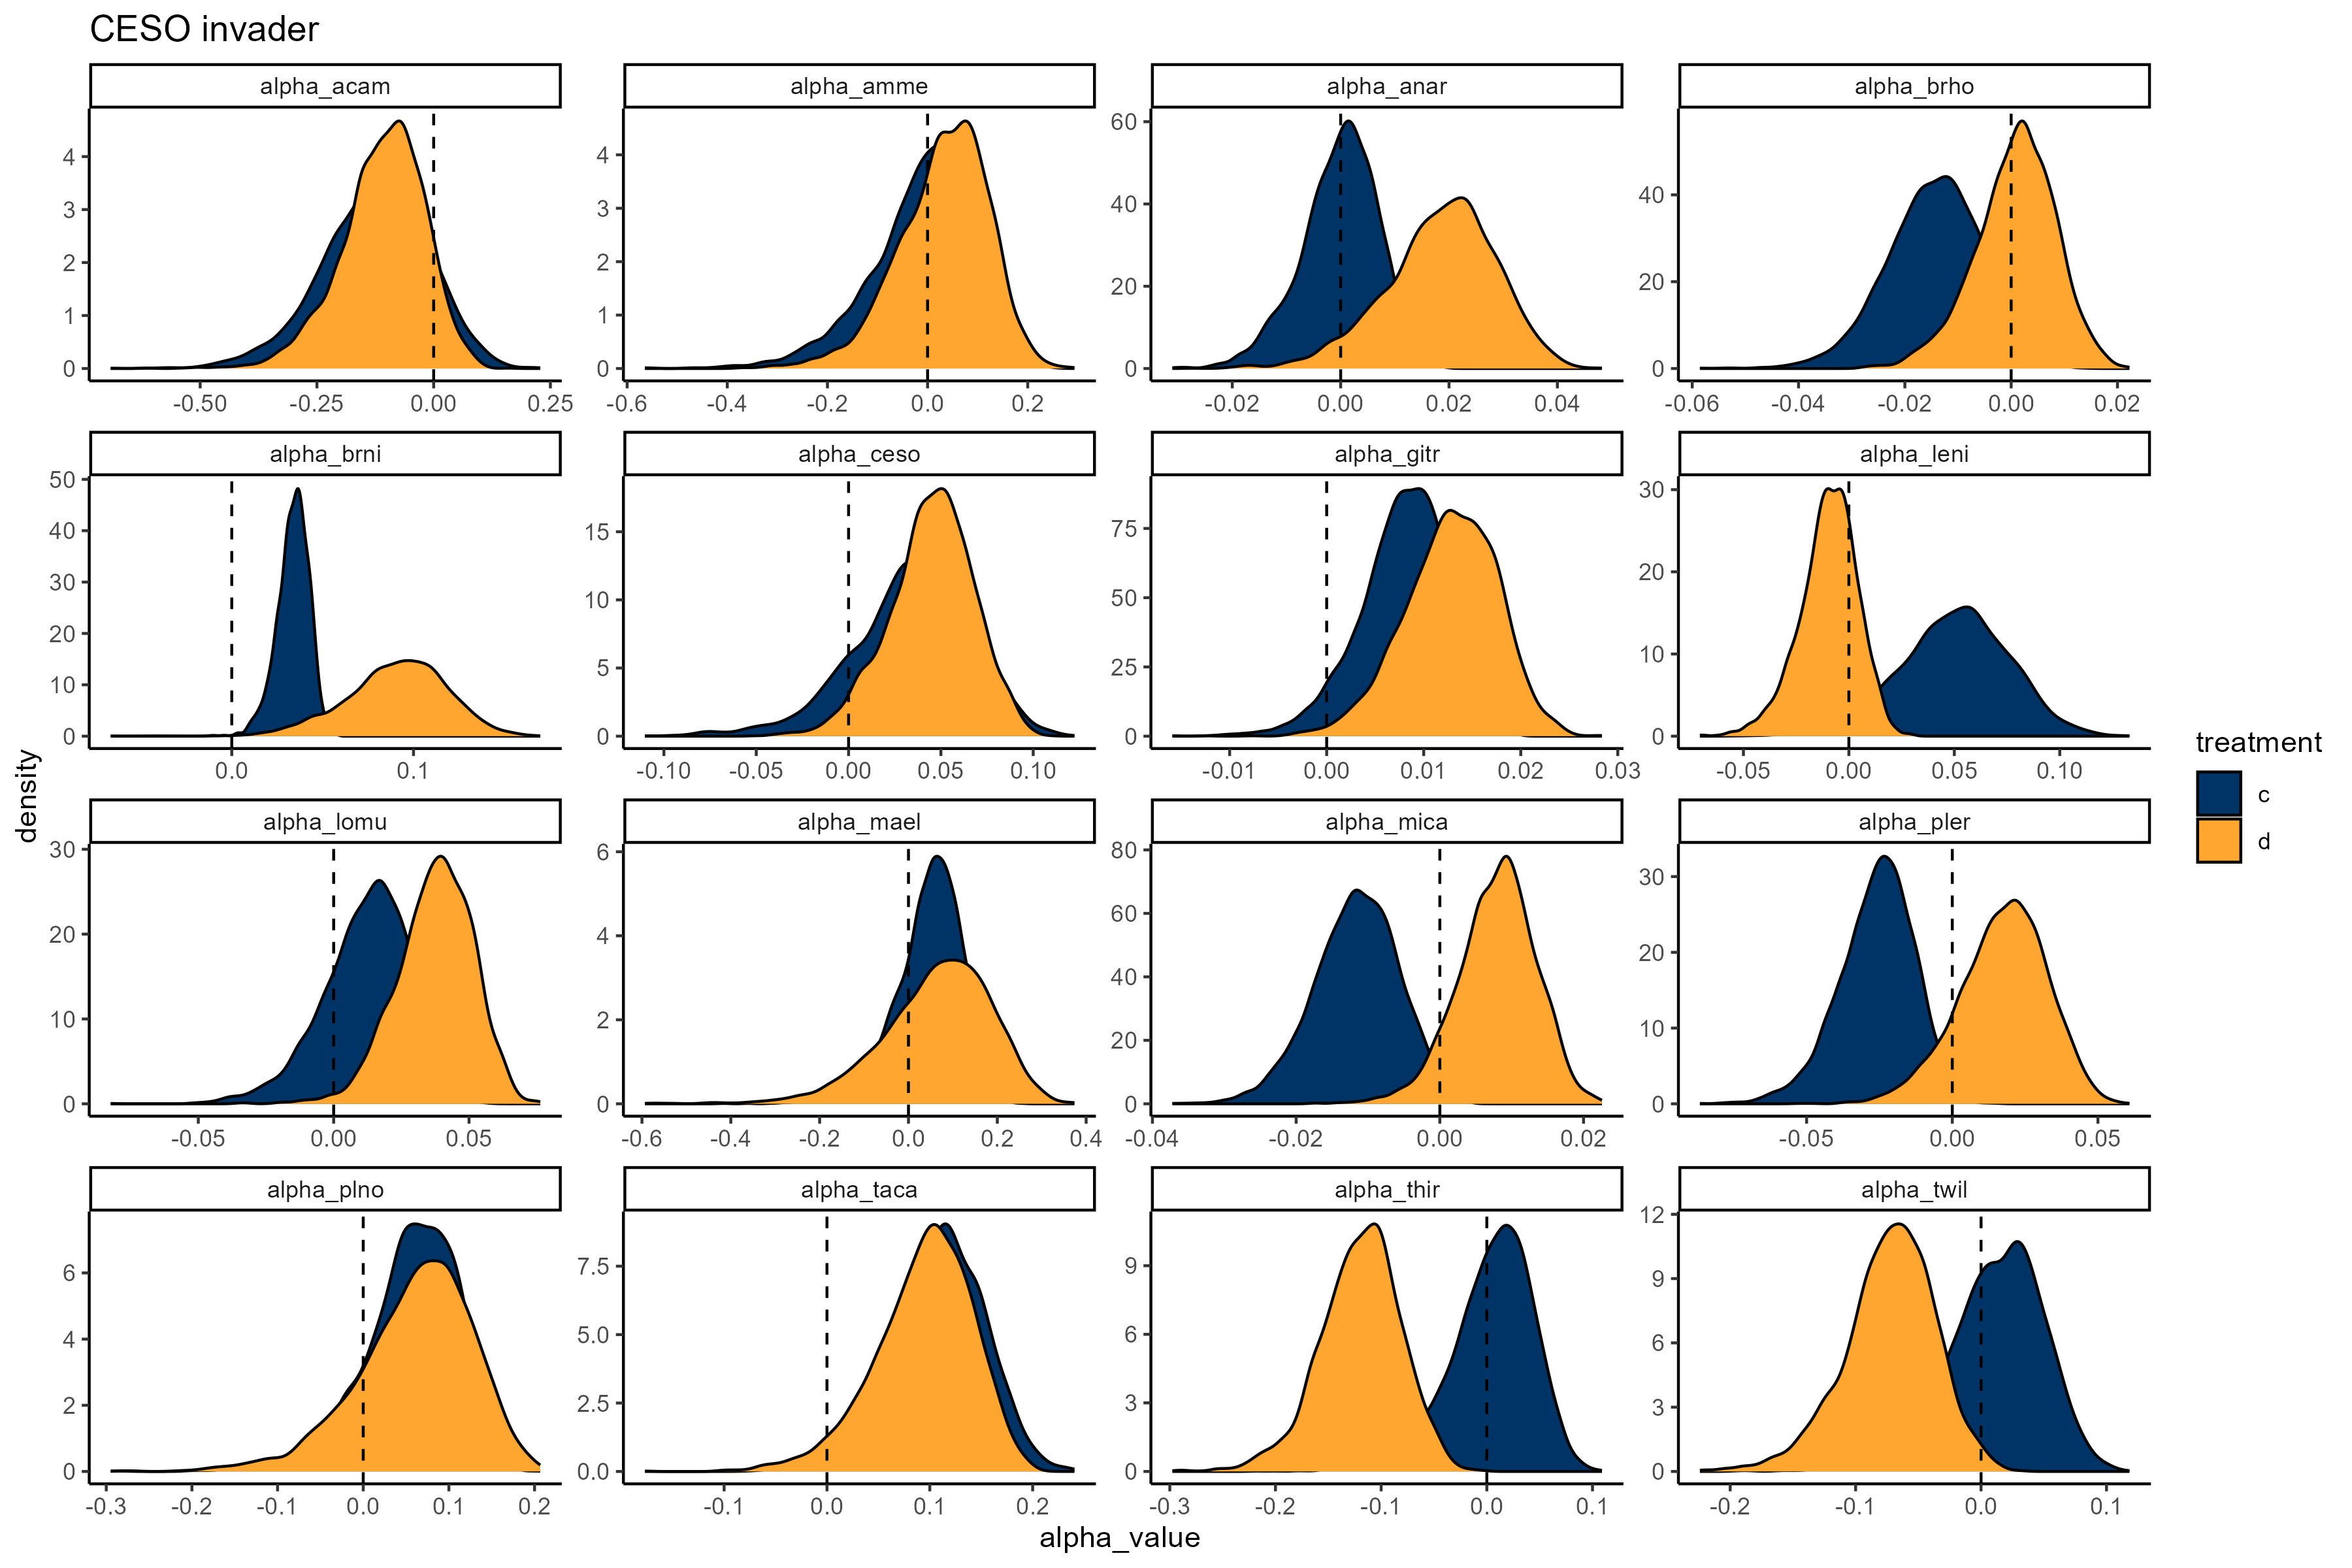 CESO invader
alpha_acam alpha_amme alpha_anar alpha_brho
4 3 2 1 0
4 3 2 1 0
60 40 20 0
40 20 0
-0.50 -0.25 0.00 0.25
-0.6 -0.4 -0.2 0.0 0.2
-0.02 0.00 0.02 0.04
-0.06 -0.04 -0.02 0.00 0.02
alpha_brni alpha_ceso alpha_gitr alpha_leni
50 40 30 20 10 0
15 10 5 0
75 50 25 0
30 20 10 0
0.0 0.1
-0.10 -0.05 0.00 0.05 0.10
-0.01 0.00 0.01 0.02 0.03
-0.05 0.00 0.05 0.10
density
treatment
c
d
alpha_lomu alpha_mael alpha_mica alpha_pler
30 20 10 0
6 4 2 0
80 60 40 20 0
30 20 10 0
-0.05 0.00 0.05
-0.6 -0.4 -0.2 0.0 0.2 0.4
-0.04 -0.02 0.00 0.02
-0.05 0.00 0.05
alpha_plno alpha_taca alpha_thir alpha_twil
6 4 2 0
7.5 5.0 2.5 0.0
9 6 3 0
12 9 6 3 0
-0.3 -0.2 -0.1 0.0 0.1 0.2
-0.1 0.0 0.1 0.2
-0.3 -0.2 -0.1 0.0 0.1
-0.2 -0.1 0.0 0.1
alpha_value